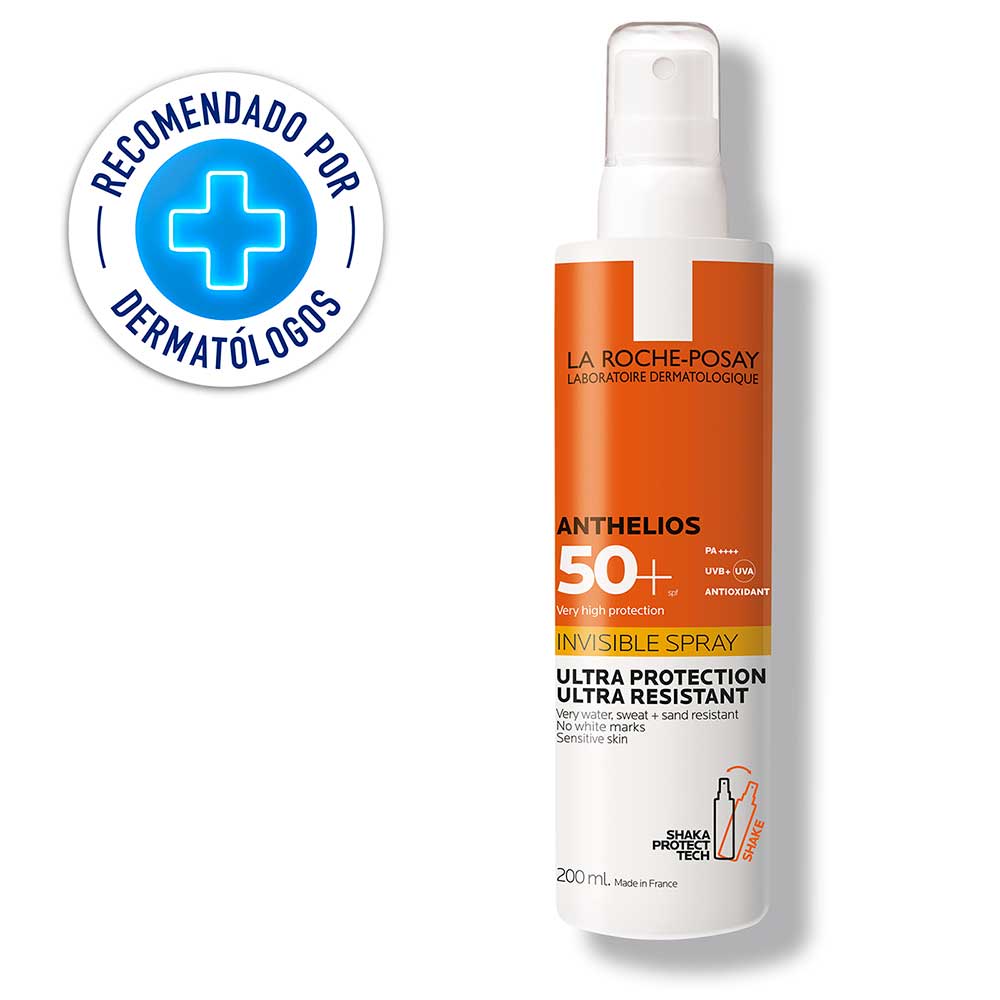 RECOMENDADO POR
DERMATÓLOGOS
LA ROCHE-POSAY
LABORATOIRE DERMATOLOGIQUE
ANTHELIOS
50+
spf
Very high protection
PA ++++
UVB+ UVA
ANTIOXIDANT
INVISIBLE SPRAY
ULTRA PROTECTION
ULTRA RESISTANT
Very water, sweat + sand resistant
No white marks
Sensitive skin
SHAKA
PROTECT
TECH
SHAKE
200 ml. Made in France